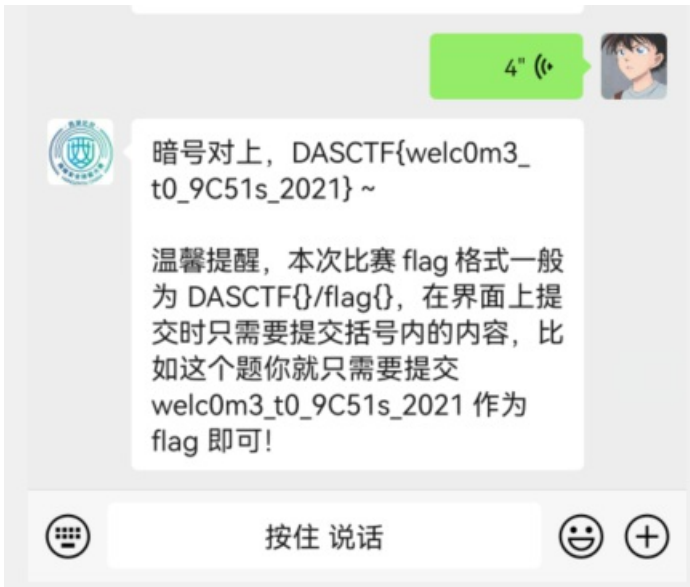 4"
暗号对上，DASCTF{welc0m3_
t0_9C51s_2021} ~
温馨提醒，本次比赛 flag 格式一般
为 DASCTF{}/flag{}，在界面上提
交时只需要提交括号内的内容，比
如这个题你就只需要提交
welc0m3_t0_9C51s_2021 作为
flag 即可!
按住 说话